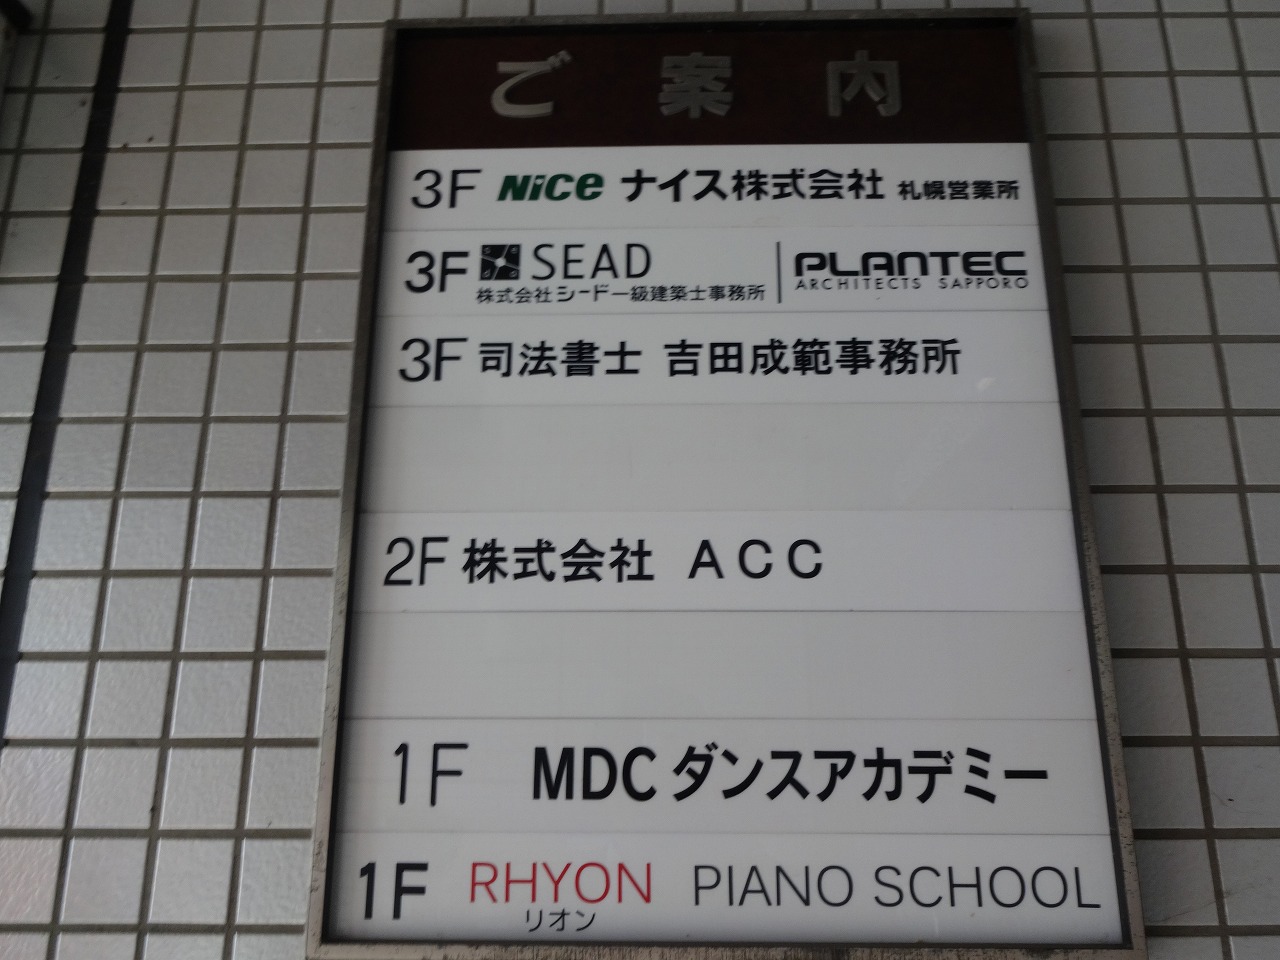 ご案内
3F Nice ナイス株式会社 札幌営業所
3F SEAD 株式会社シード一級建築士事務所 PLANTEC ARCHITECTS SAPPORO
3F 司法書士 吉田成範事務所
2F 株式会社 ACC
1F MDCダンスアカデミー
1F RHYON PIANO SCHOOL
リオン